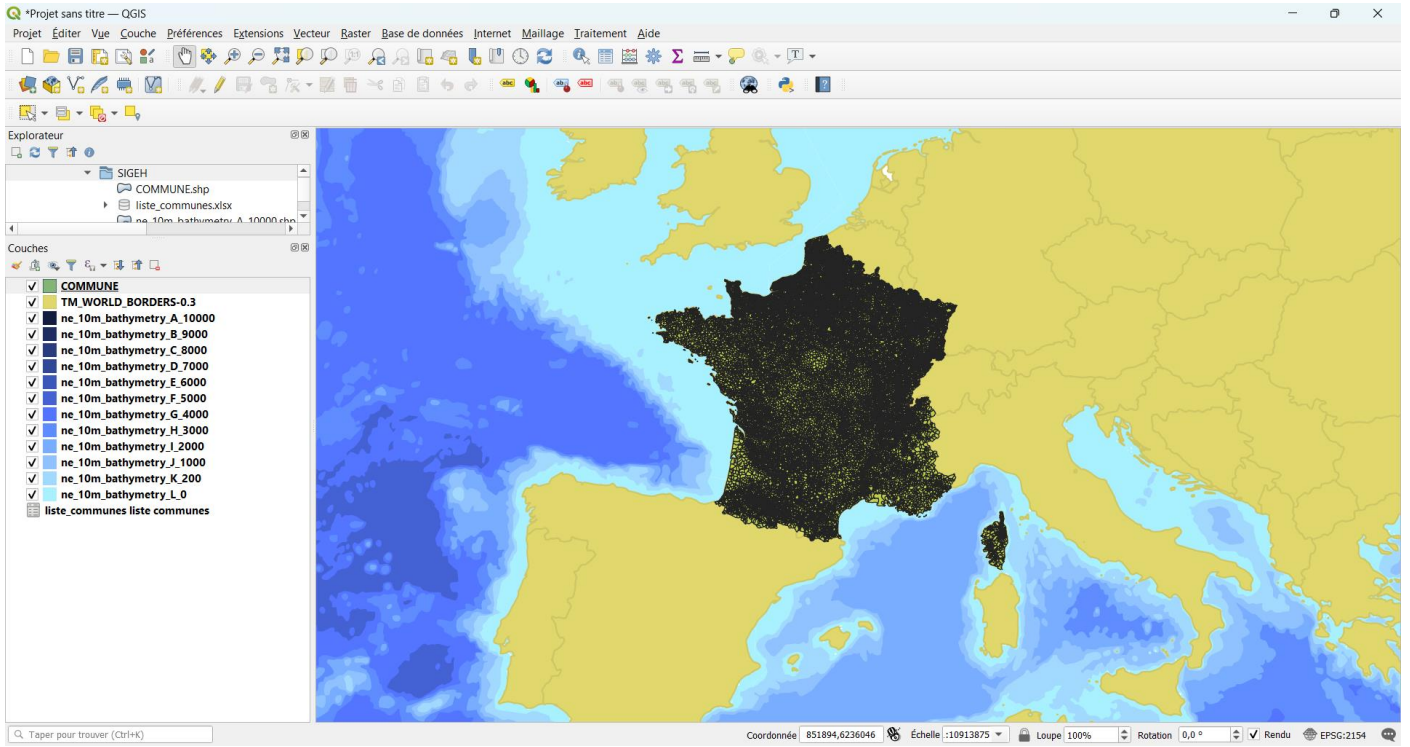 *Projet sans titre — QGIS
Projet Éditer Vue Couche Préférences Extensions Vecteur Raster Base de données Internet Maillage Traitement Aide
Explorateur
SIGEH
COMMUNE.shp
liste_communes.xlsx
ne_10m_bathymetry_A_10000.shp
Couches
COMMUNE
TM_WORLD_BORDERS-0.3
ne_10m_bathymetry_A_10000
ne_10m_bathymetry_B_9000
ne_10m_bathymetry_C_8000
ne_10m_bathymetry_D_7000
ne_10m_bathymetry_E_6000
ne_10m_bathymetry_F_5000
ne_10m_bathymetry_G_4000
ne_10m_bathymetry_H_3000
ne_10m_bathymetry_I_2000
ne_10m_bathymetry_J_1000
ne_10m_bathymetry_K_200
ne_10m_bathymetry_L_0
liste_communes liste communes
Taper pour trouver (Ctrl+K) Coordonnée 851894,6236046 Échelle :10913875 Loupe 100% Rotation 0,0 ° Rendu EPSG:2154